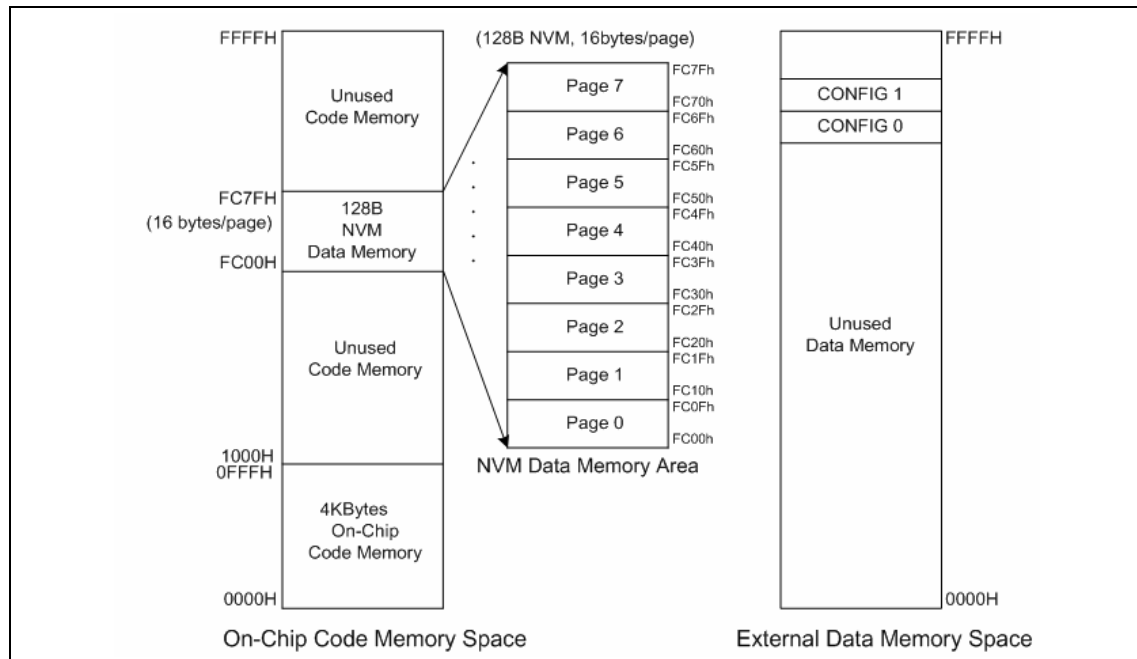 FFFFH
Unused
Code Memory
FC7FH
(16 bytes/page)
128B
NVM
Data Memory
FC00H
Unused
Code Memory
1000H
0FFFH
4KBytes
On-Chip
Code Memory
0000H
On-Chip Code Memory Space
(128B NVM, 16bytes/page)
Page 7
FC7Fh
FC70h
Page 6
FC6Fh
FC60h
Page 5
FC5Fh
FC50h
Page 4
FC4Fh
FC40h
Page 3
FC3Fh
FC30h
Page 2
FC2Fh
FC20h
Page 1
FC1Fh
FC10h
Page 0
FC0Fh
FC00h
NVM Data Memory Area
FFFFH
CONFIG 1
CONFIG 0
Unused
Data Memory
0000H
External Data Memory Space